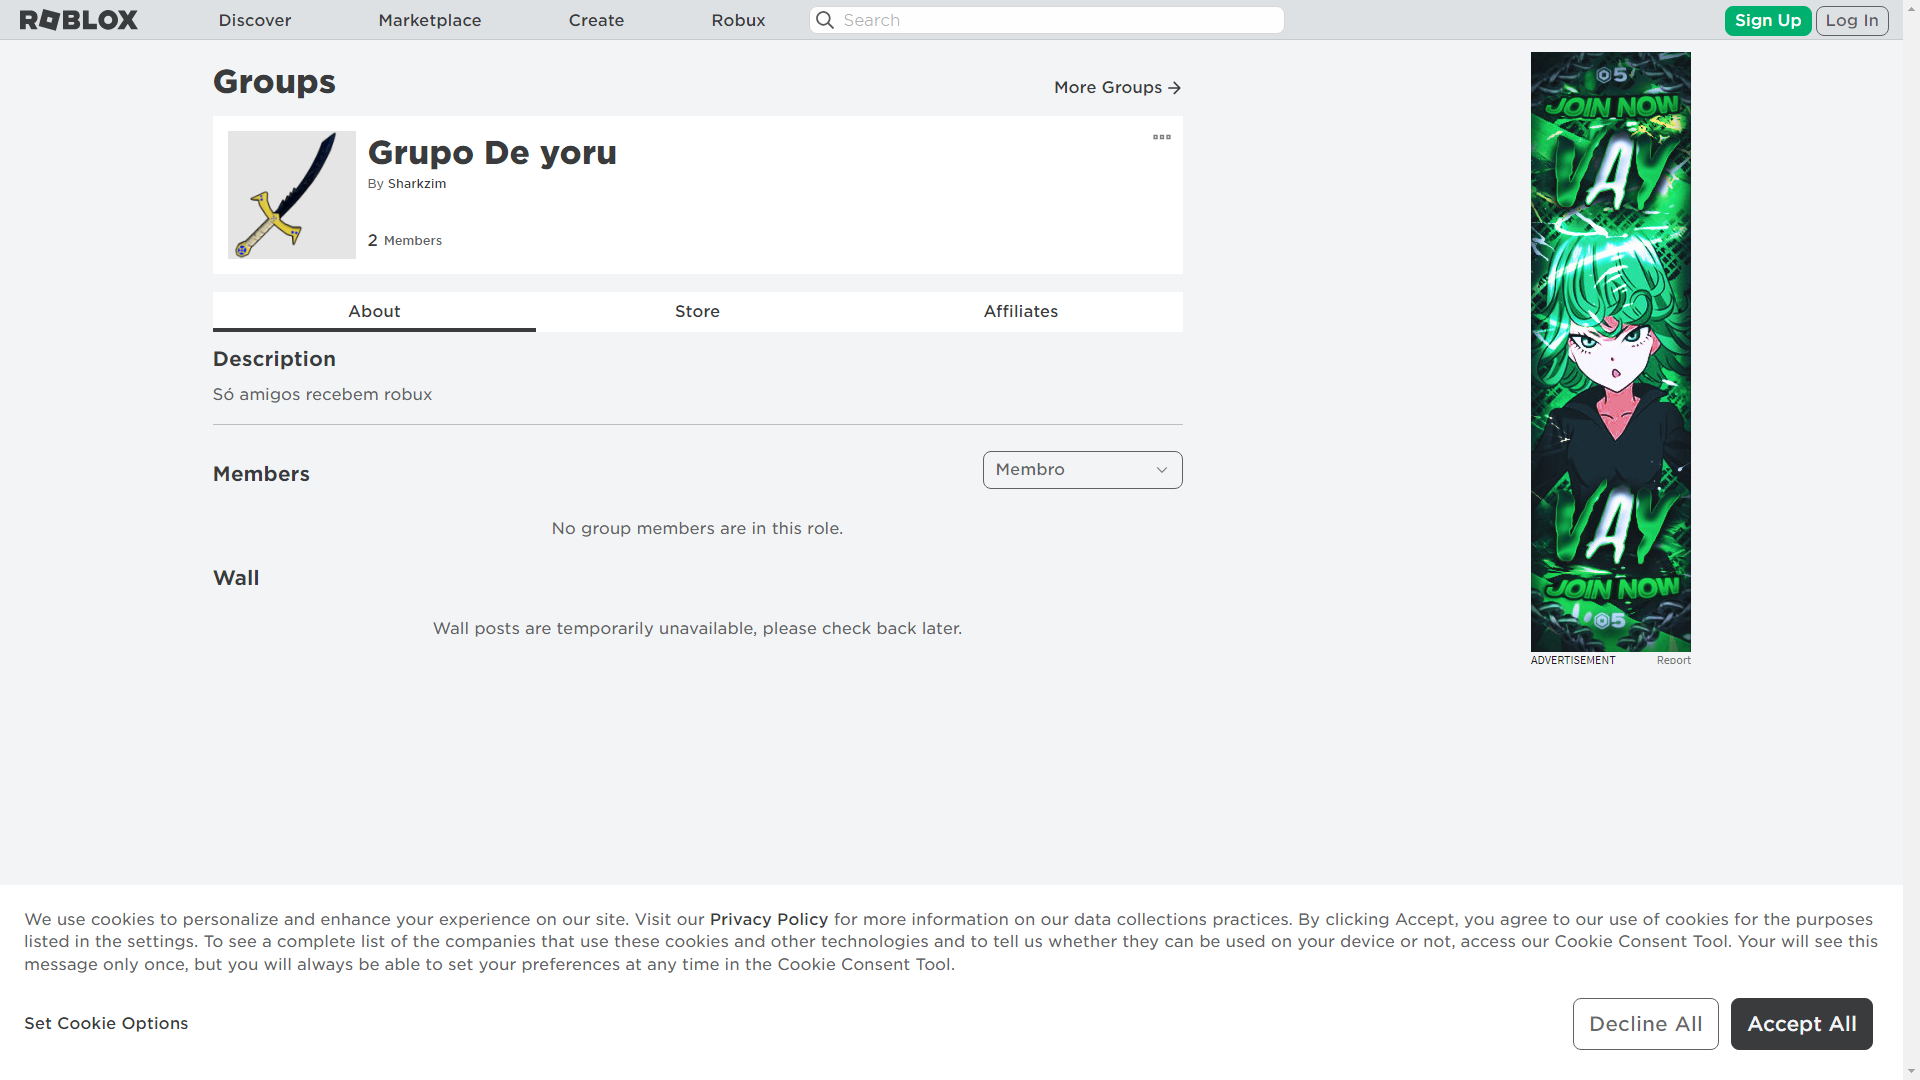 ROBLOX
Discover
Marketplace
Create
Robux
Search
Sign Up
Log In
Groups
More Groups
Grupo De yoru
By Sharkzim
2 Members
About
Store
Affiliates
Description
Só amigos recebem robux
Members
Membro
No group members are in this role.
Wall
Wall posts are temporarily unavailable, please check back later.
5
JOIN NOW
VAY
VAY
JOIN NOW
5
ADVERTISEMENT
Report
We use cookies to personalize and enhance your experience on our site. Visit our Privacy Policy for more information on our data collections practices. By clicking Accept, you agree to our use of cookies for the purposes
listed in the settings. To see a complete list of the companies that use these cookies and other technologies and to tell us whether they can be used on your device or not, access our Cookie Consent Tool. Your will see this
message only once, but you will always be able to set your preferences at any time in the Cookie Consent Tool.
Set Cookie Options
Decline All
Accept All